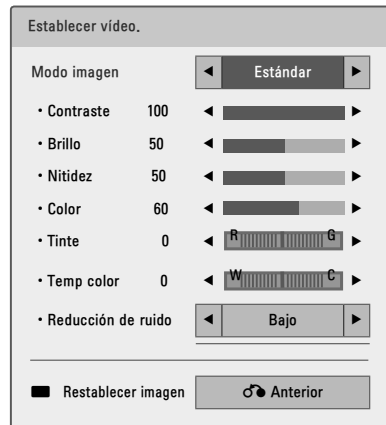 Establecer vídeo.
Modo imagen ◄ Estándar ►
• Contraste 100 ◄ ►
• Brillo 50 ◄ ►
• Nitidez 50 ◄ ►
• Color 60 ◄ ►
• Tinte 0 ◄ R G ►
• Temp color 0 ◄ W C ►
• Reducción de ruido ◄ Bajo ►
Restablecer imagen Anterior